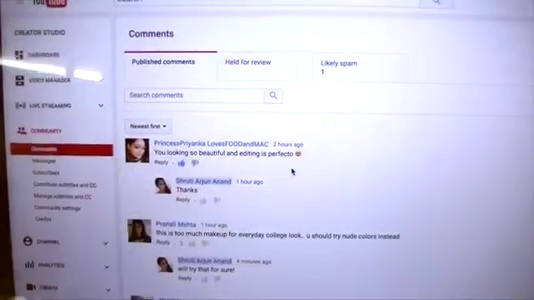 You Tube
CREATOR STUDIO
DASHBOARD
VIDEO MANAGER
LIVE STREAMING
COMMUNITY
Comments
Messages
Subscribers
Contribute subtitles and CC
Manage subtitles and CC
Community settings
Credits
CHANNEL
ANALYTICS
Comments
Published comments
Held for review
Likely spam
1
Search comments
Newest first
PrincessPriyanka LovesFOODandMAC 2 hours ago
You looking so beautiful and editing is perfecto 😍
Reply
Shruti Arjun Anand 1 hour ago
Thanks
Reply
Pranali Mehta 1 hour ago
this is too much makeup for everyday college look.. u should try nude colors instead
Reply 1
Shruti Arjun Anand 4 minutes ago
will try that for sure!
Reply